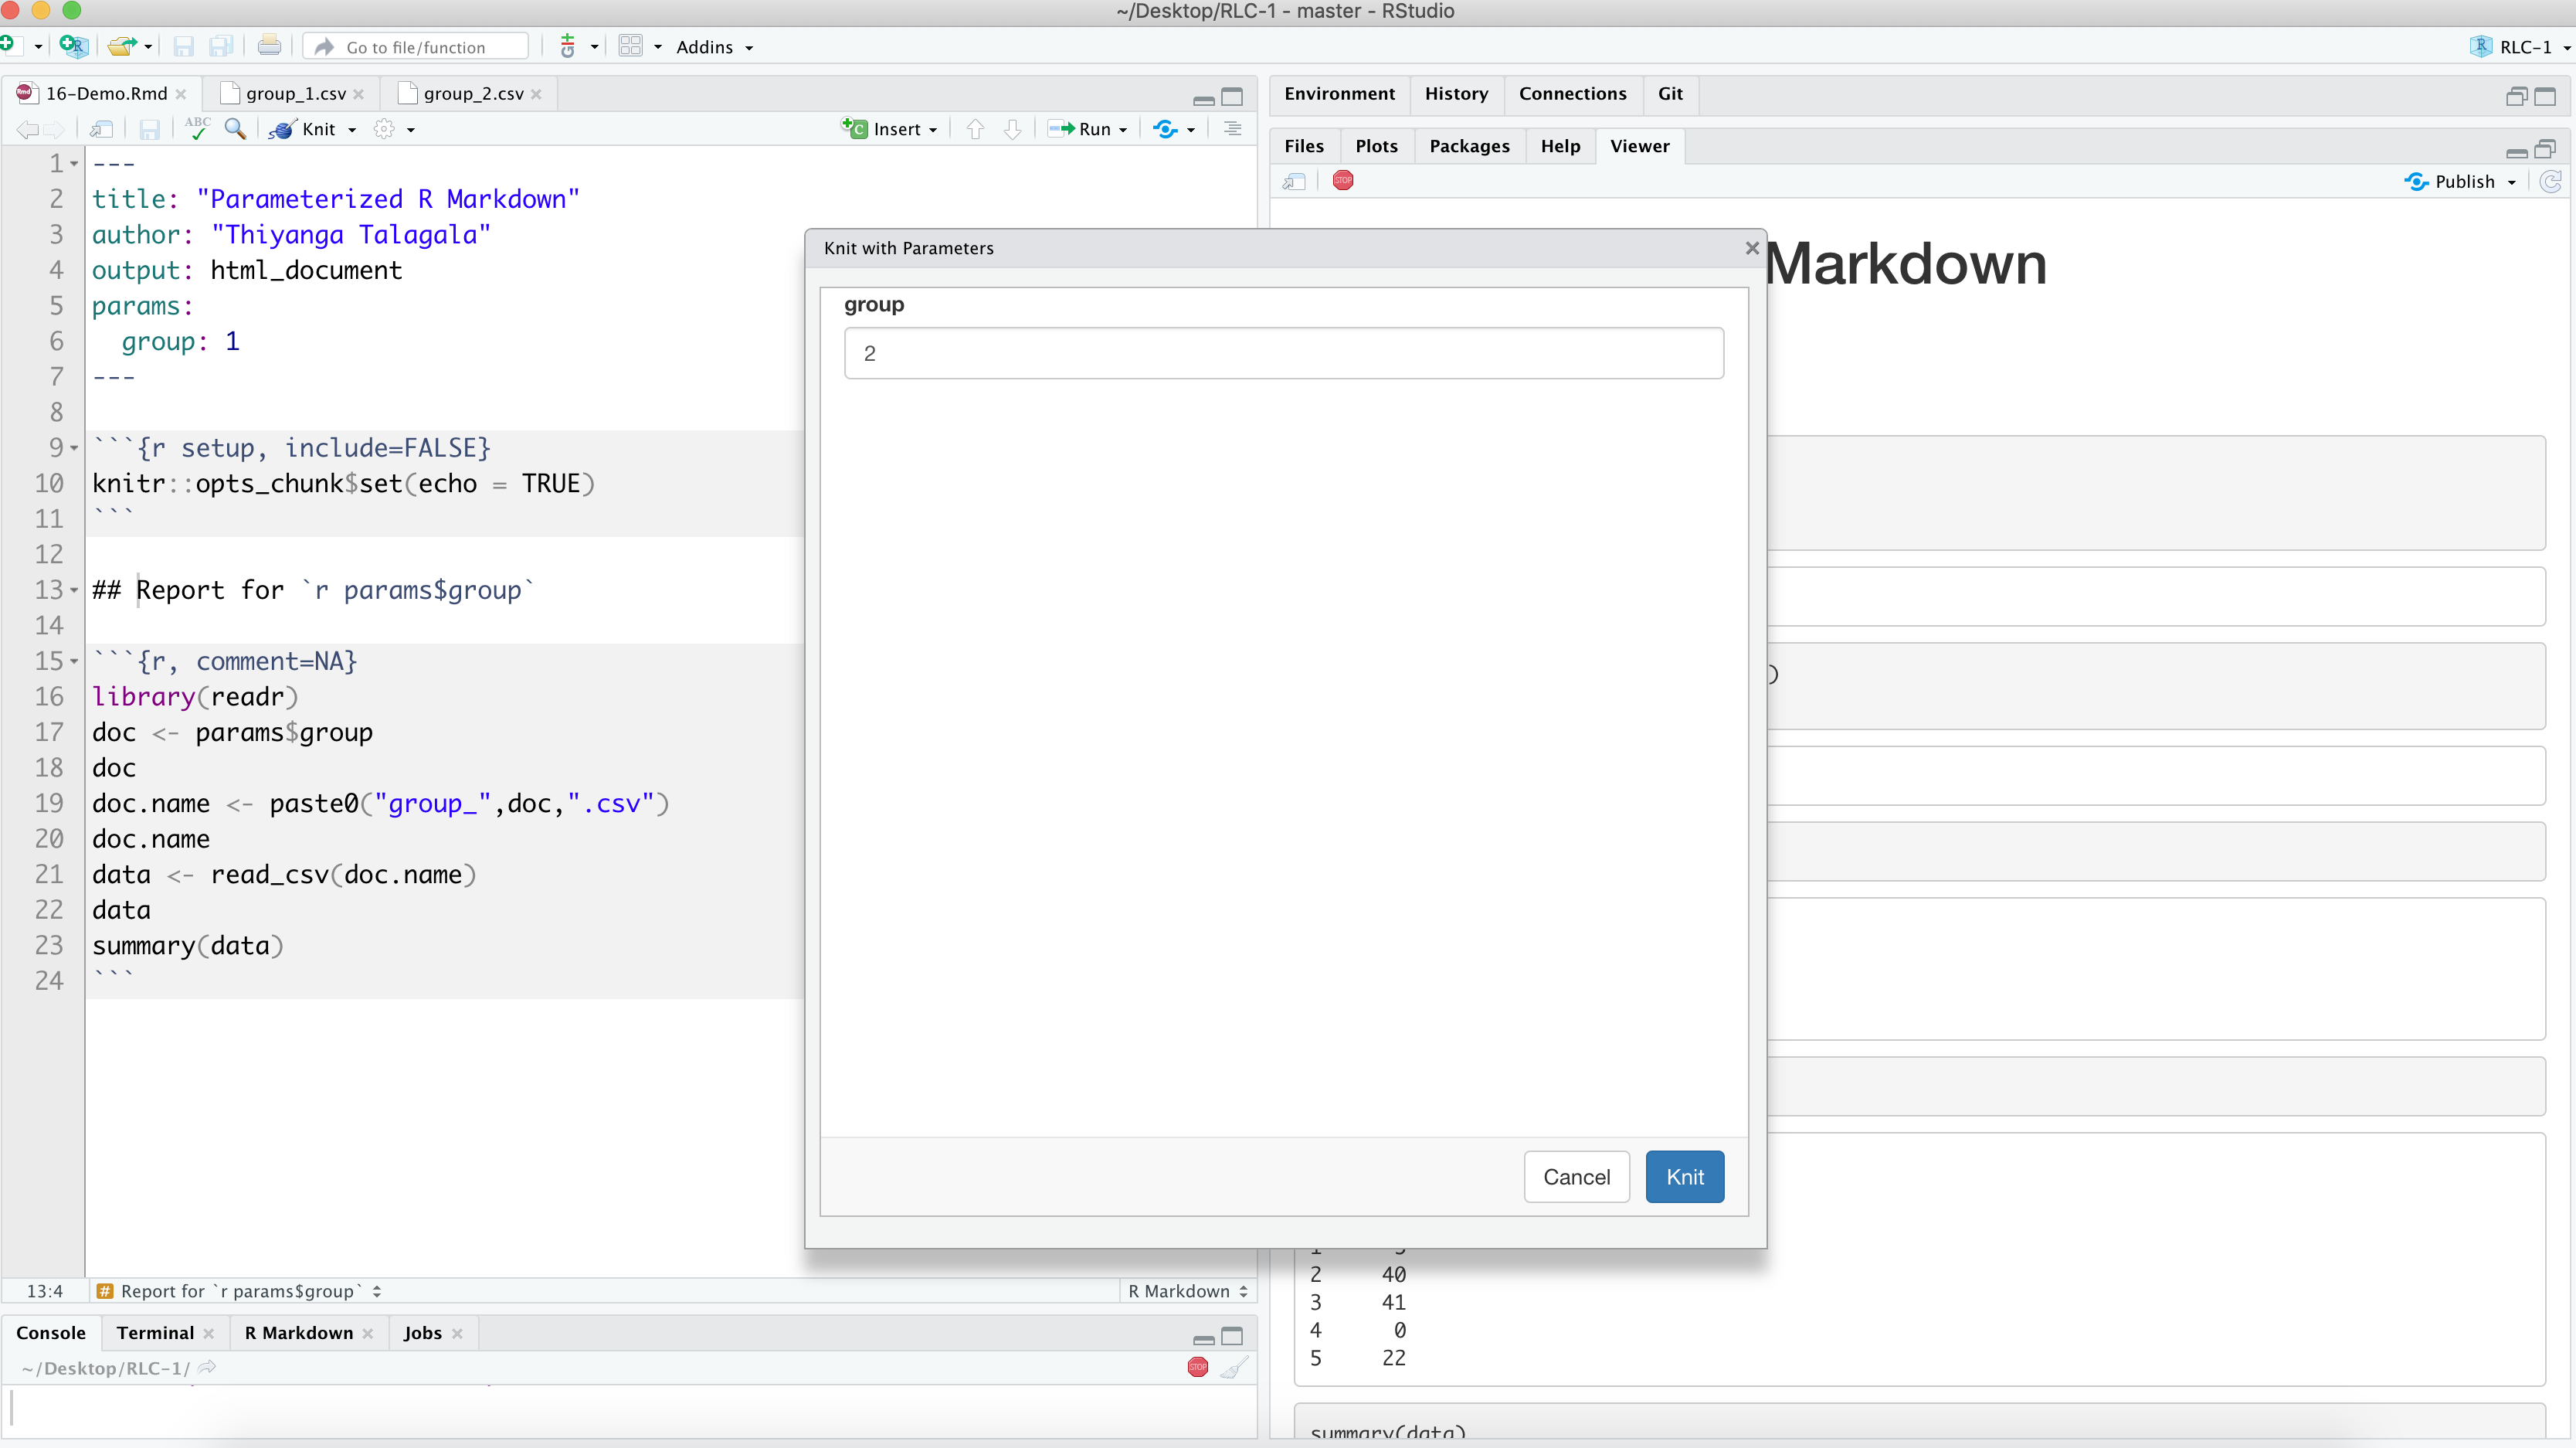 ~/Desktop/RLC-1 - master - RStudio
Go to file/function
Addins
RLC-1
16-Demo.Rmd
group_1.csv
group_2.csv
ABC
Knit
Insert
Run
1 ---
2 title: "Parameterized R Markdown"
3 author: "Thiyanga Talagala"
4 output: html_document
5 params:
6 group: 1
7 ---
8
9 ```{r setup, include=FALSE}
10 knitr::opts_chunk$set(echo = TRUE)
11 ```
12
13 ## Report for `r params$group`
14
15 ```{r, comment=NA}
16 library(readr)
17 doc <- params$group
18 doc
19 doc.name <- paste0("group_",doc,".csv")
20 doc.name
21 data <- read_csv(doc.name)
22 data
23 summary(data)
24 ```
13:4
Report for `r params$group`
R Markdown
Console
Terminal
R Markdown
Jobs
~/Desktop/RLC-1/
STOP
Knit with Parameters
group
2
Cancel
Knit
Environment
History
Connections
Git
Files
Plots
Packages
Help
Viewer
STOP
Publish
Markdown
)
2 40
3 41
4 0
5 22
summary(data)